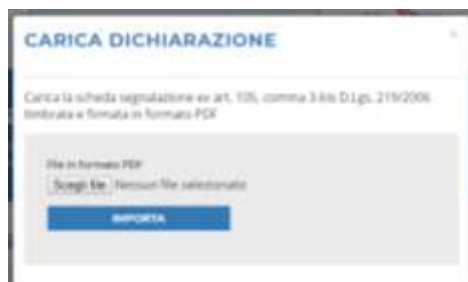 CARICA DICHIARAZIONE
Carica la scheda segnalazione ex art. 105, comma 3-bis D.Lgs. 219/2006
timbrata e firmata in formato PDF
File in formato PDF
Scegli file Nessun file selezionato
IMPORTA